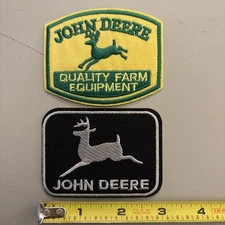 JOHN DEERE
QUALITY FARM
EQUIPMENT
JOHN DEERE
1 2 3 4